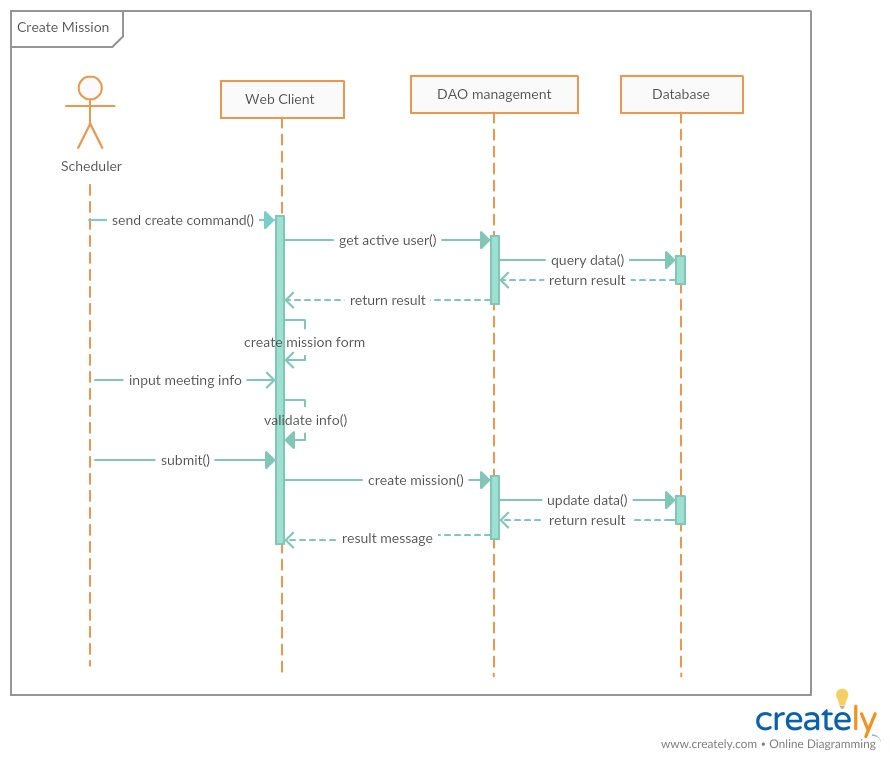 Create Mission
Web Client
DAO management
Database
Scheduler
send create command()
get active user()
query data()
return result
return result
create mission form
input meeting info
validate info()
submit()
create mission()
update data()
return result
result message
creately
www.creately.com • Online Diagramming